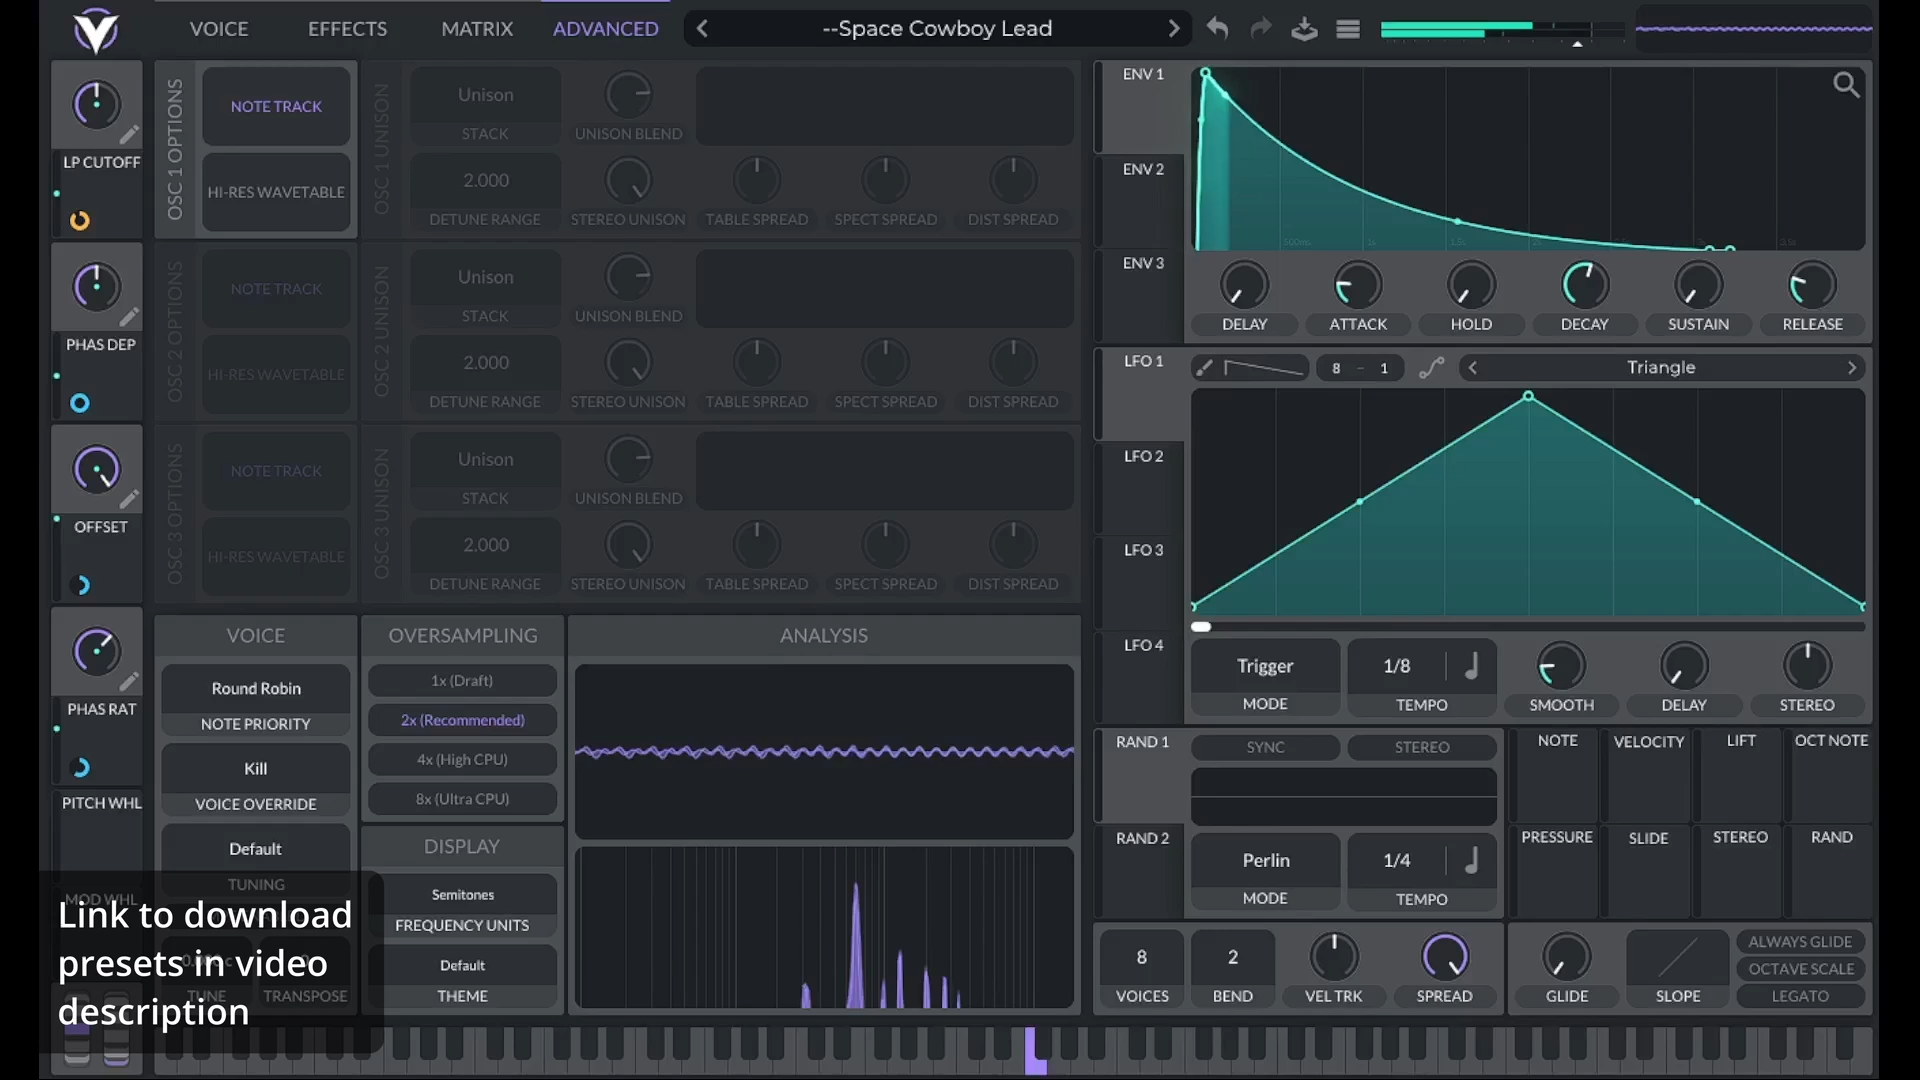 VOICE
EFFECTS
MATRIX
ADVANCED
--Space Cowboy Lead
LP CUTOFF
PHAS DEP
OFFSET
PHAS RAT
PITCH WHL
MOD WHL
OSC 1 OPTIONS
NOTE TRACK
HI-RES WAVETABLE
OSC 1 UNISON
Unison
STACK
UNISON BLEND
2.000
DETUNE RANGE
STEREO UNISON
TABLE SPREAD
SPECT SPREAD
DIST SPREAD
OSC 2 OPTIONS
NOTE TRACK
HI-RES WAVETABLE
OSC 2 UNISON
Unison
STACK
UNISON BLEND
2.000
DETUNE RANGE
STEREO UNISON
TABLE SPREAD
SPECT SPREAD
DIST SPREAD
OSC 3 OPTIONS
NOTE TRACK
HI-RES WAVETABLE
OSC 3 UNISON
Unison
STACK
UNISON BLEND
2.000
DETUNE RANGE
STEREO UNISON
TABLE SPREAD
SPECT SPREAD
DIST SPREAD
VOICE
Round Robin
NOTE PRIORITY
Kill
VOICE OVERRIDE
Default
TUNING
TUNE
TRANSPOSE
OVERSAMPLING
1x (Draft)
2x (Recommended)
4x (High CPU)
8x (Ultra CPU)
DISPLAY
Semitones
FREQUENCY UNITS
Default
THEME
ANALYSIS
Link to download
presets in video
description
ENV 1
ENV 2
ENV 3
500ms
1s
1.5s
2s
3.5s
DELAY
ATTACK
HOLD
DECAY
SUSTAIN
RELEASE
LFO 1
LFO 2
LFO 3
LFO 4
8 - 1
Triangle
Trigger
MODE
1/8
TEMPO
SMOOTH
DELAY
STEREO
RAND 1
RAND 2
SYNC
STEREO
Perlin
MODE
1/4
TEMPO
NOTE
VELOCITY
LIFT
OCT NOTE
PRESSURE
SLIDE
STEREO
RAND
8
VOICES
2
BEND
VEL TRK
SPREAD
GLIDE
SLOPE
ALWAYS GLIDE
OCTAVE SCALE
LEGATO